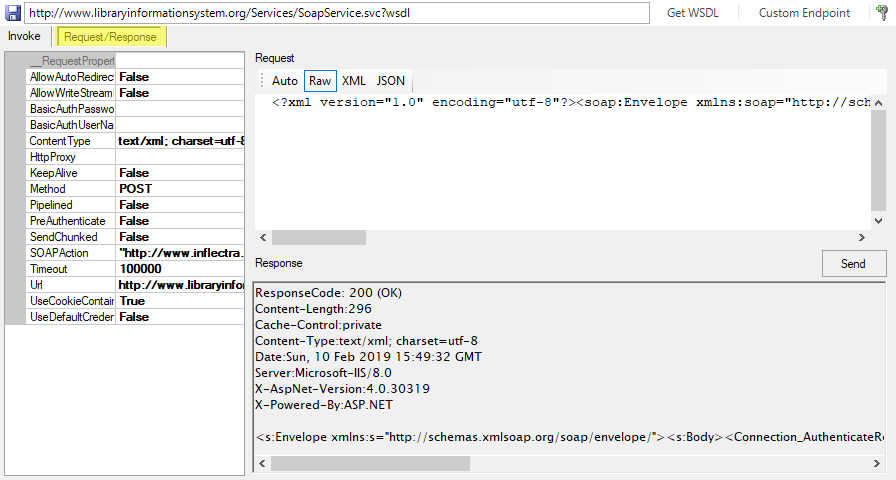 http://www.libraryinformationsystem.org/Services/SoapService.svc?wsdl Get WSDL Custom Endpoint
Invoke Request/Response
__RequestPropert
AllowAutoRedirect False
AllowWriteStream False
BasicAuthPasswo
BasicAuthUserNa
ContentType text/xml; charset=utf-8
HttpProxy
KeepAlive False
Method POST
Pipelined False
PreAuthenticate False
SendChunked False
SOAPAction "http://www.inflectra.
Timeout 100000
Url http://www.libraryinfor
UseCookieContain True
UseDefaultCreder False
Request
Auto Raw XML JSON
<?xml version="1.0" encoding="utf-8"?><soap:Envelope xmlns:soap="http://sch
Response Send
ResponseCode: 200 (OK)
Content-Length:296
Cache-Control:private
Content-Type:text/xml; charset=utf-8
Date:Sun, 10 Feb 2019 15:49:32 GMT
Server:Microsoft-IIS/8.0
X-AspNet-Version:4.0.30319
X-Powered-By:ASP.NET
<s:Envelope xmlns:s="http://schemas.xmlsoap.org/soap/envelope/"><s:Body><Connection_AuthenticateRe